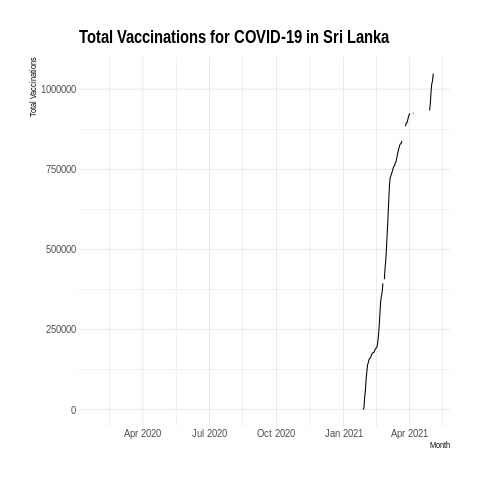 Total Vaccinations for COVID-19 in Sri Lanka
Total Vaccinations
1000000
750000
500000
250000
0
Apr 2020 Jul 2020 Oct 2020 Jan 2021 Apr 2021
Month